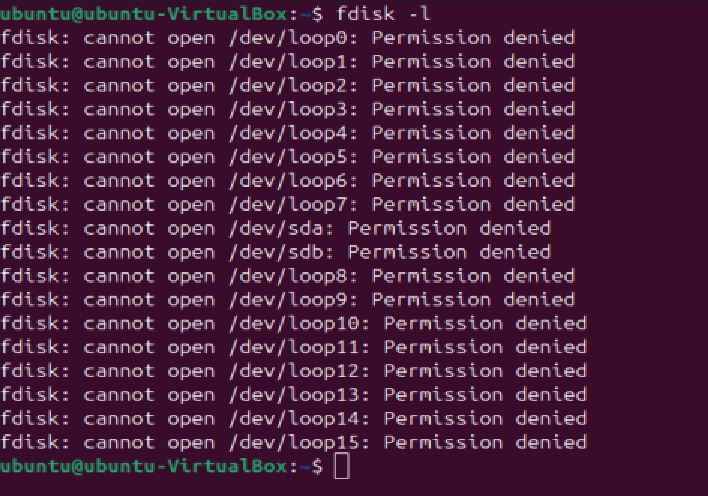 ubuntu@ubuntu-VirtualBox:~$ fdisk -l
fdisk: cannot open /dev/loop0: Permission denied
fdisk: cannot open /dev/loop1: Permission denied
fdisk: cannot open /dev/loop2: Permission denied
fdisk: cannot open /dev/loop3: Permission denied
fdisk: cannot open /dev/loop4: Permission denied
fdisk: cannot open /dev/loop5: Permission denied
fdisk: cannot open /dev/loop6: Permission denied
fdisk: cannot open /dev/loop7: Permission denied
fdisk: cannot open /dev/sda: Permission denied
fdisk: cannot open /dev/sdb: Permission denied
fdisk: cannot open /dev/loop8: Permission denied
fdisk: cannot open /dev/loop9: Permission denied
fdisk: cannot open /dev/loop10: Permission denied
fdisk: cannot open /dev/loop11: Permission denied
fdisk: cannot open /dev/loop12: Permission denied
fdisk: cannot open /dev/loop13: Permission denied
fdisk: cannot open /dev/loop14: Permission denied
fdisk: cannot open /dev/loop15: Permission denied
ubuntu@ubuntu-VirtualBox:~$